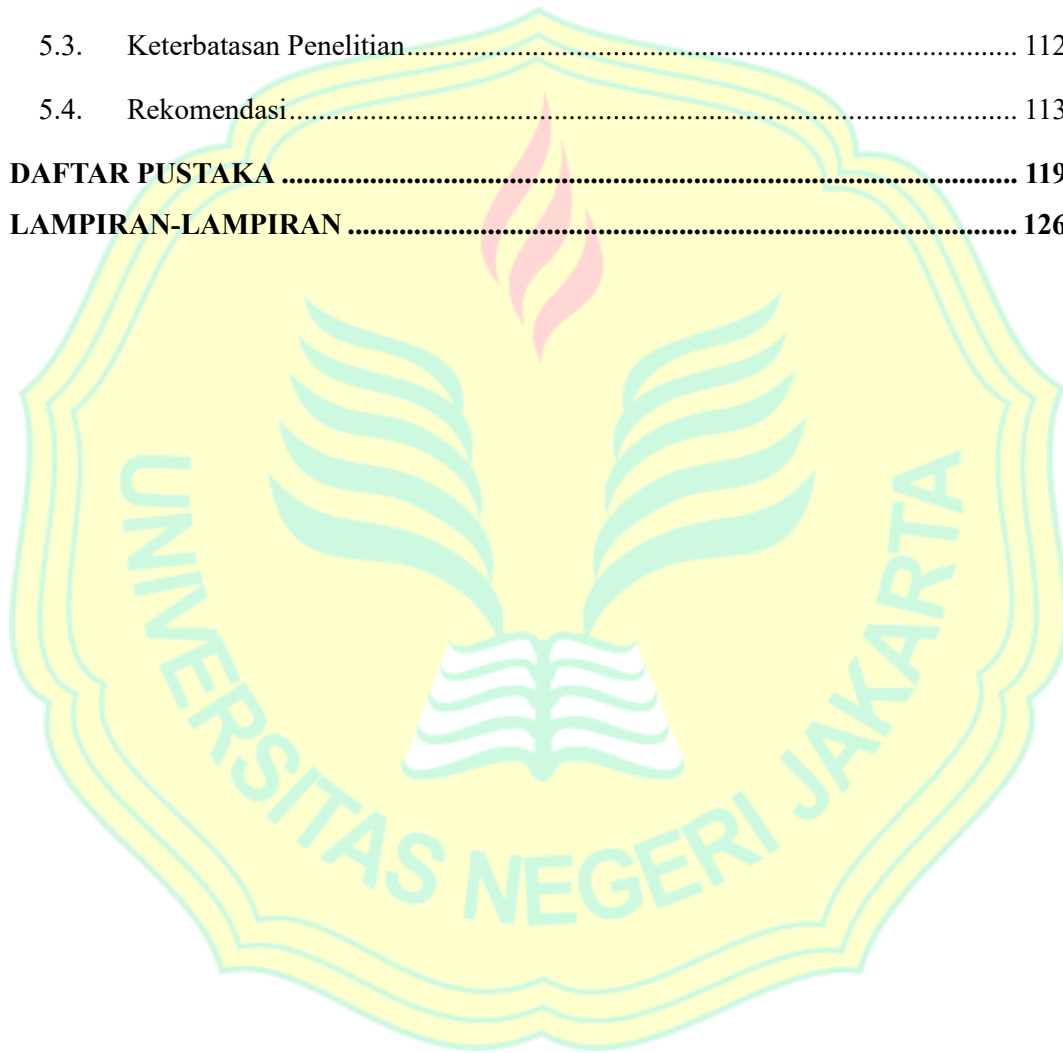 5.3. Keterbatasan Penelitian........................................................................................ 112
5.4. Rekomendasi........................................................................................ 113
DAFTAR PUSTAKA ........................................................................................ 119
LAMPIRAN-LAMPIRAN ........................................................................................ 126
UNIVERSITAS NEGERI JAKARTA